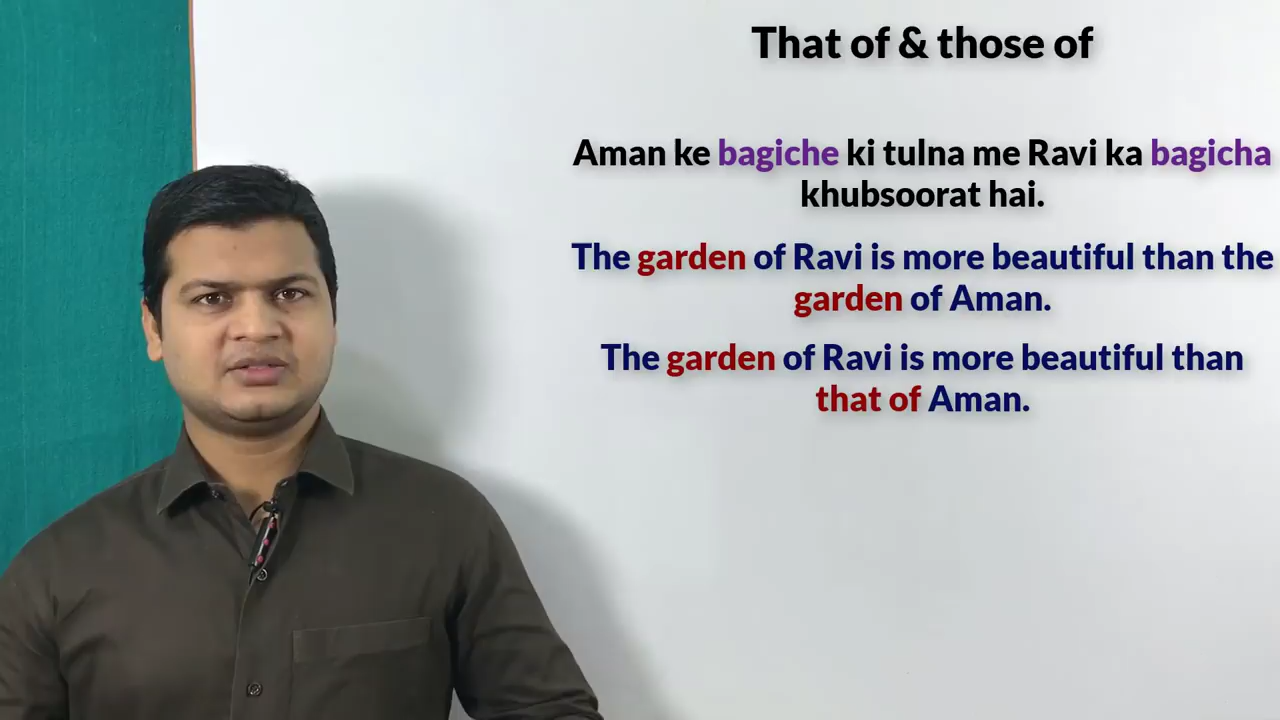 That of & those of
Aman ke bagiche ki tulna me Ravi ka bagicha
khubsoorat hai.
The garden of Ravi is more beautiful than the
garden of Aman.
The garden of Ravi is more beautiful than
that of Aman.